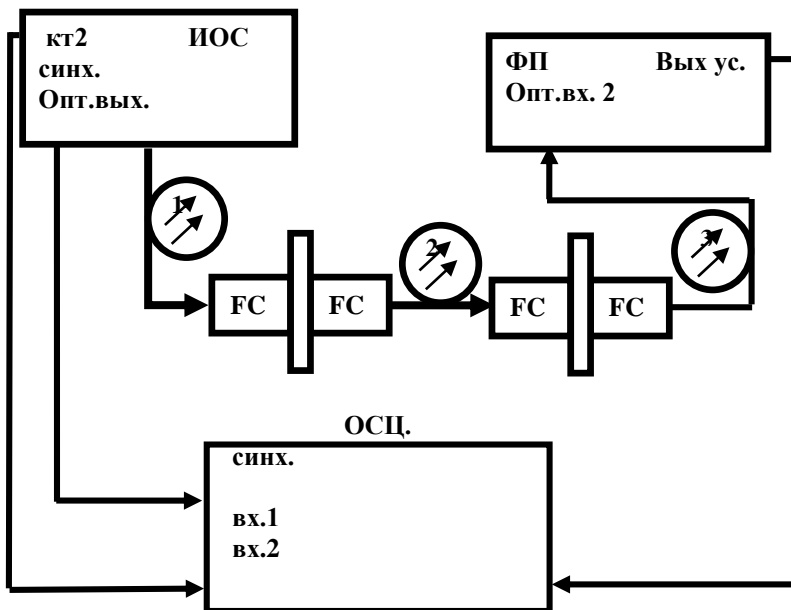 кт2 ИОС
синх.
Опт.вых.
ФП Вых ус.
Опт.вх. 2
1
2
3
FC FC FC FC
ОСЦ.
синх.
вх.1
вх.2